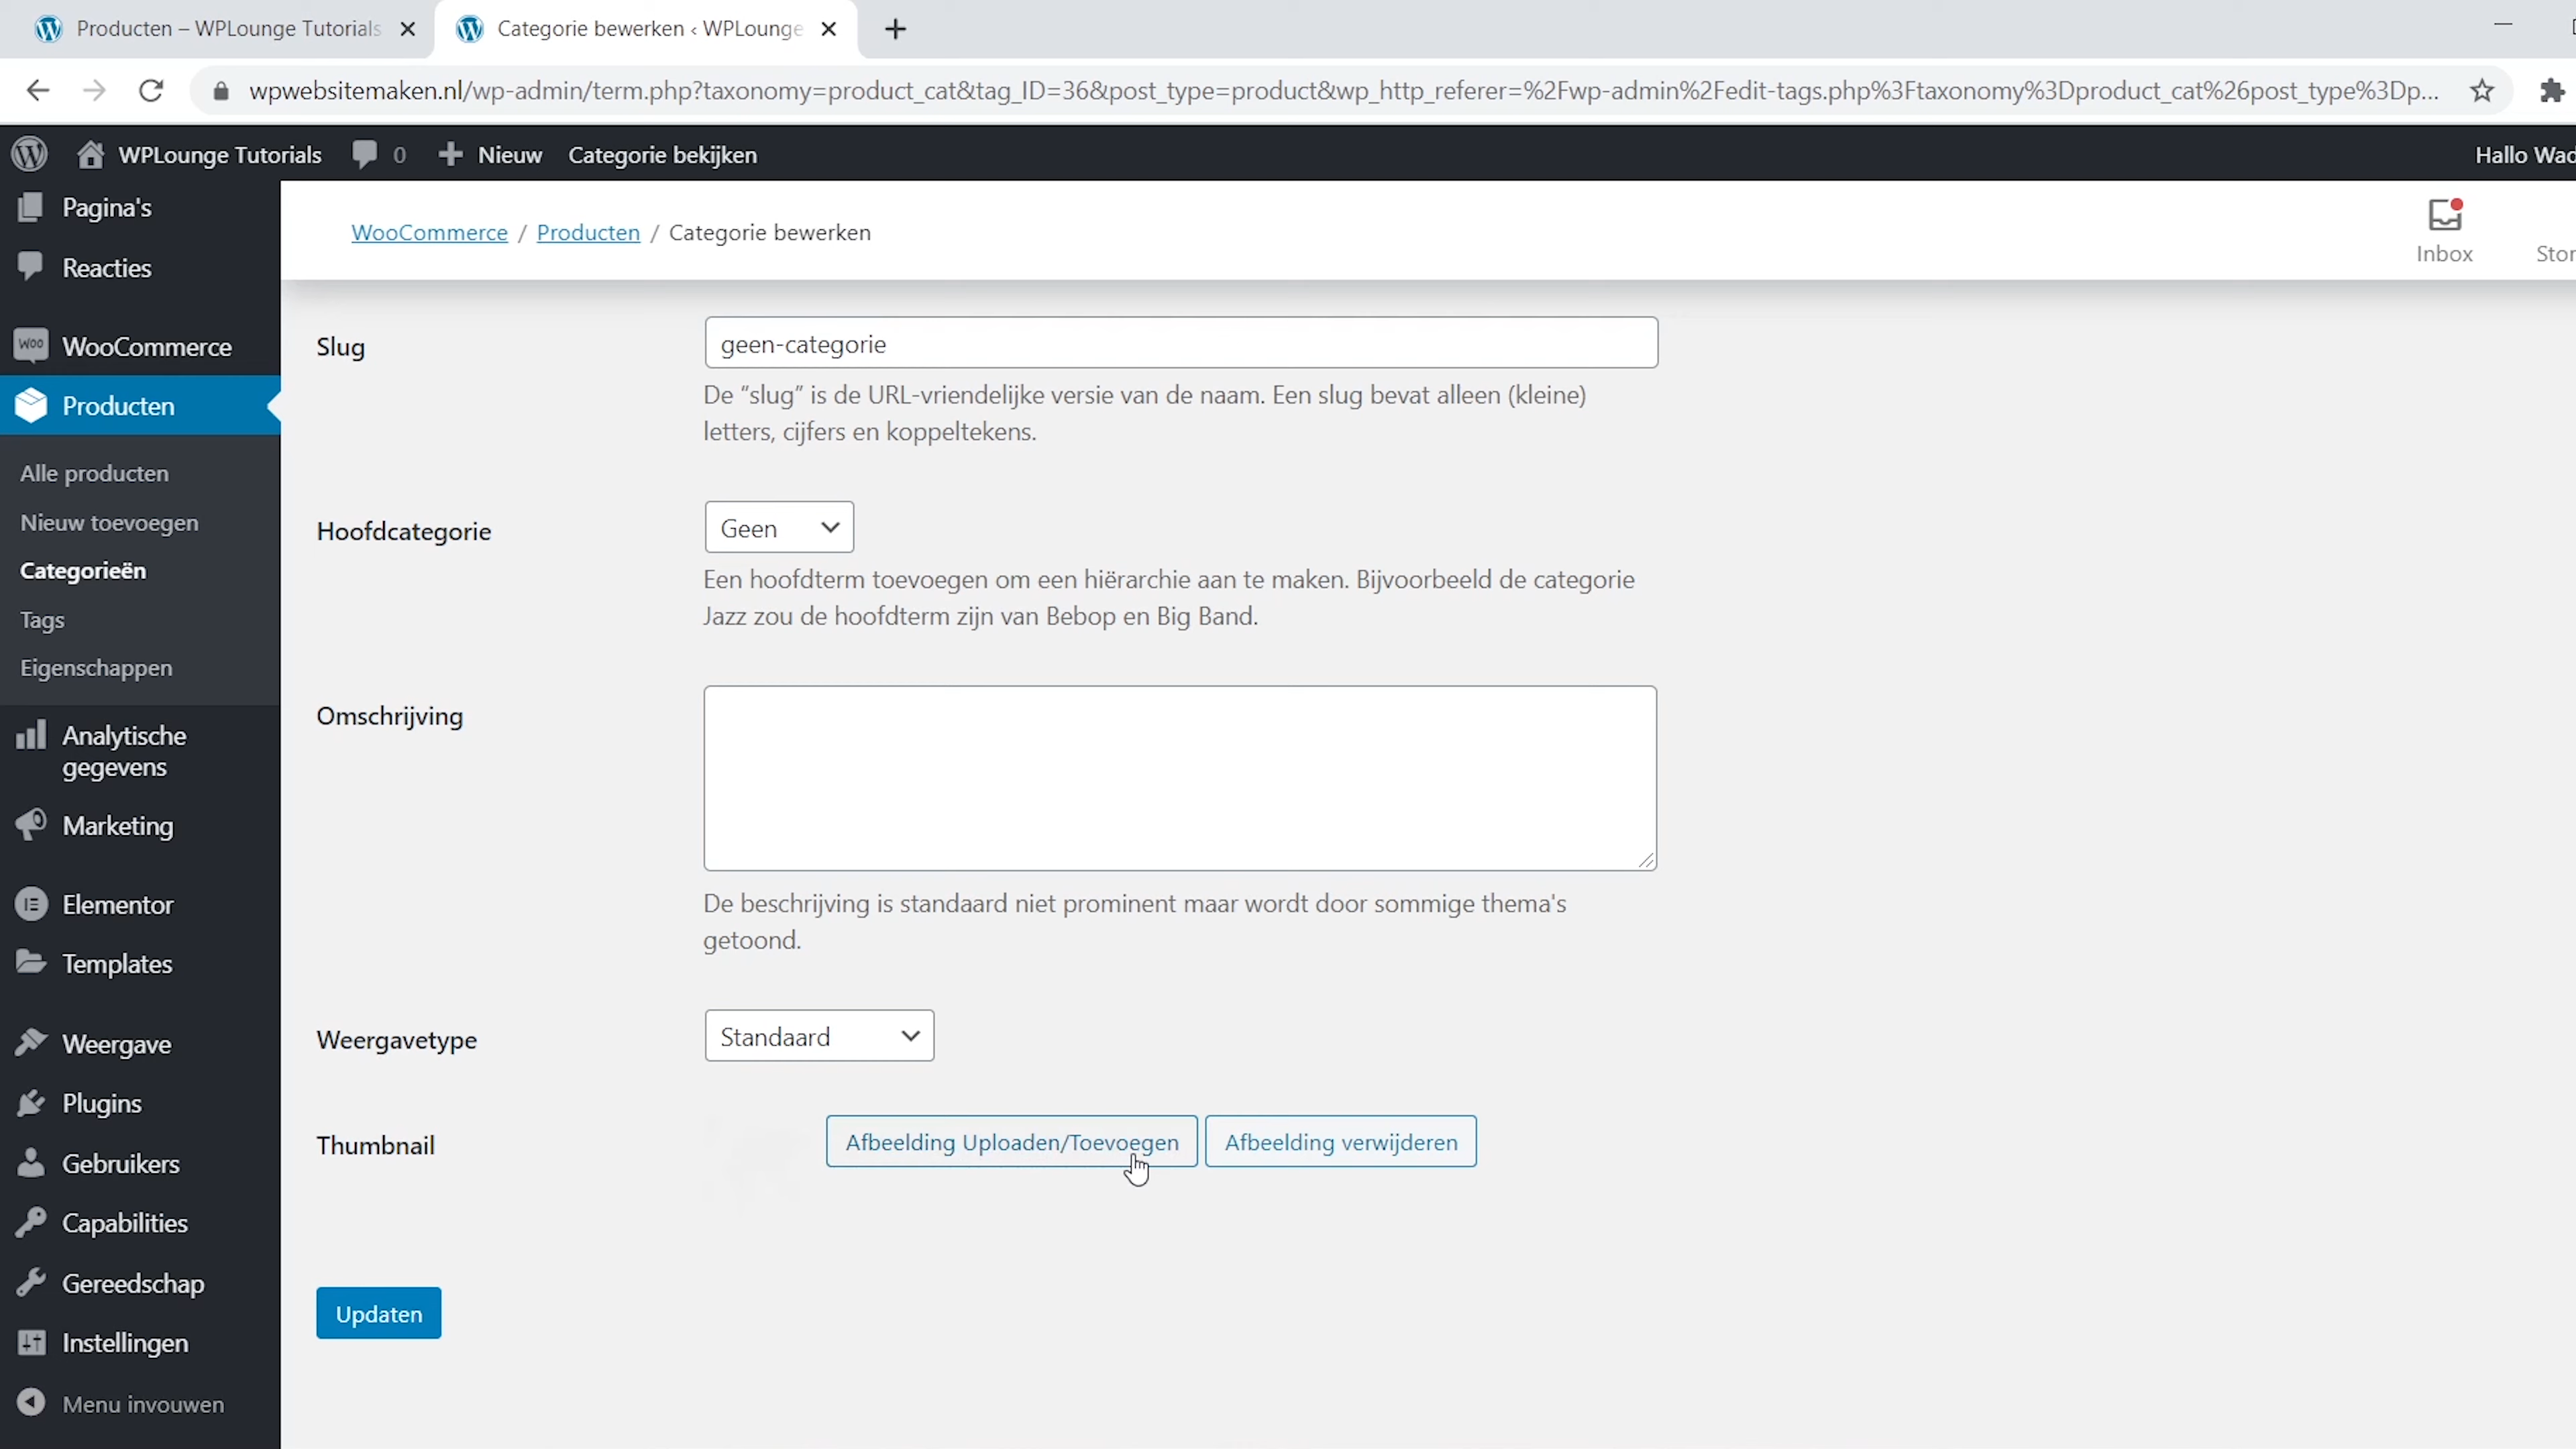 Producten – WPLounge Tutorials
Categorie bewerken ‹ WPLounge
wpwebsitemaken.nl/wp-admin/term.php?taxonomy=product_cat&tag_ID=36&post_type=product&wp_http_referer=%2Fwp-admin%2Fedit-tags.php%3Ftaxonomy%3Dproduct_cat%26post_type%3Dp...
WPLounge Tutorials
0
Nieuw
Categorie bekijken
Hallo
Pagina's
Reacties
WooCommerce
Producten
Alle producten
Nieuw toevoegen
Categorieën
Tags
Eigenschappen
Analytische
gegevens
Marketing
Elementor
Templates
Weergave
Plugins
Gebruikers
Capabilities
Gereedschap
Instellingen
Menu invouwen
WooCommerce / Producten / Categorie bewerken
Inbox
Slug
geen-categorie
De “slug” is de URL-vriendelijke versie van de naam. Een slug bevat alleen (kleine)
letters, cijfers en koppeltekens.
Hoofdcategorie
Geen
Een hoofdterm toevoegen om een hiërarchie aan te maken. Bijvoorbeeld de categorie
Jazz zou de hoofdterm zijn van Bebop en Big Band.
Omschrijving
De beschrijving is standaard niet prominent maar wordt door sommige thema's
getoond.
Weergavetype
Standaard
Thumbnail
Afbeelding Uploaden/Toevoegen
Afbeelding verwijderen
Updaten